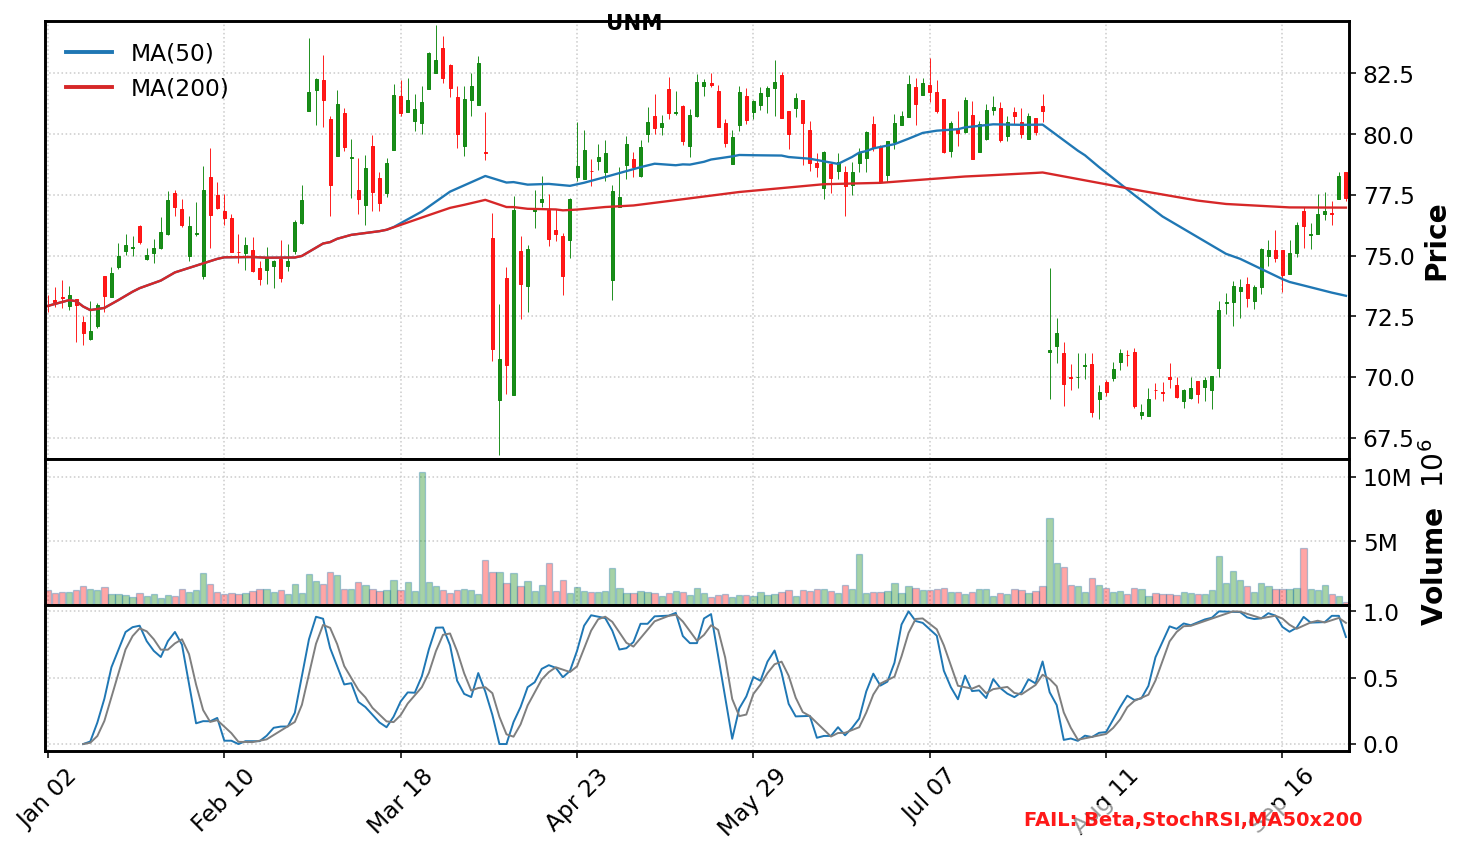 UNM
MA(50)
MA(200)
82.5
80.0
77.5
75.0
72.5
70.0
67.5
Price
10M
5M
Volume 10⁶
1.0
0.5
0.0
Jan 02
Feb 10
Mar 18
Apr 23
May 29
Jul 07
Aug 11
Sep 16
FAIL: Beta,StochRSI,MA50x200